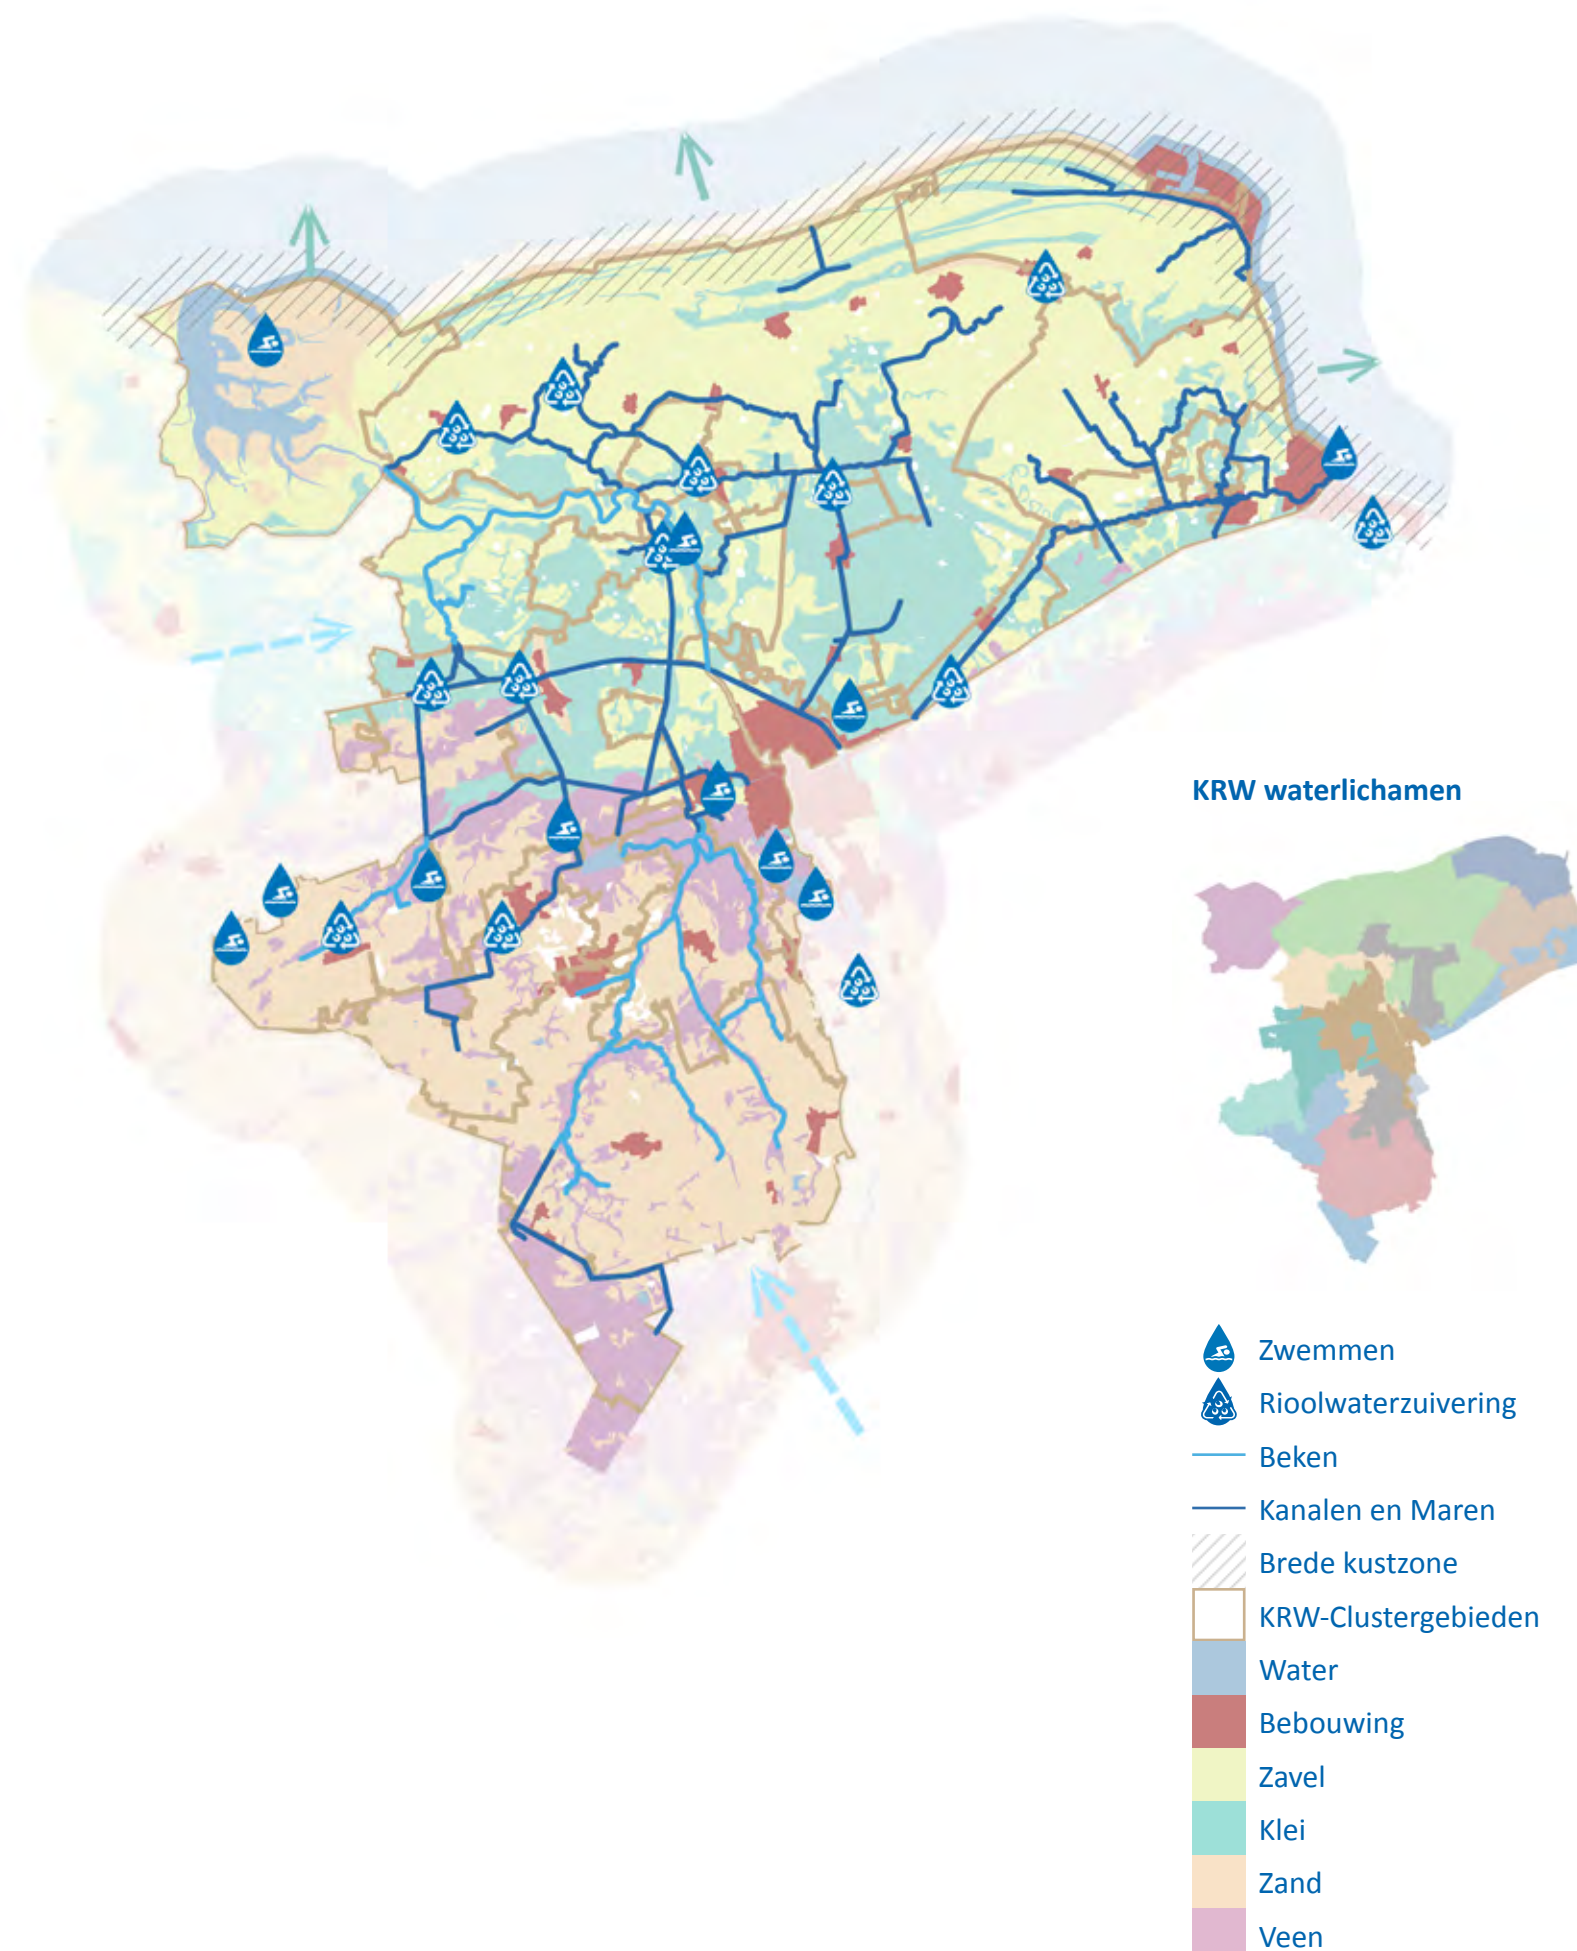 KRW waterlichamen
Zwemmen
Rioolwaterzuivering
Beken
Kanalen en Maren
Brede kustzone
KRW-Clustergebieden
Water
Bebouwing
Zavel
Klei
Zand
Veen